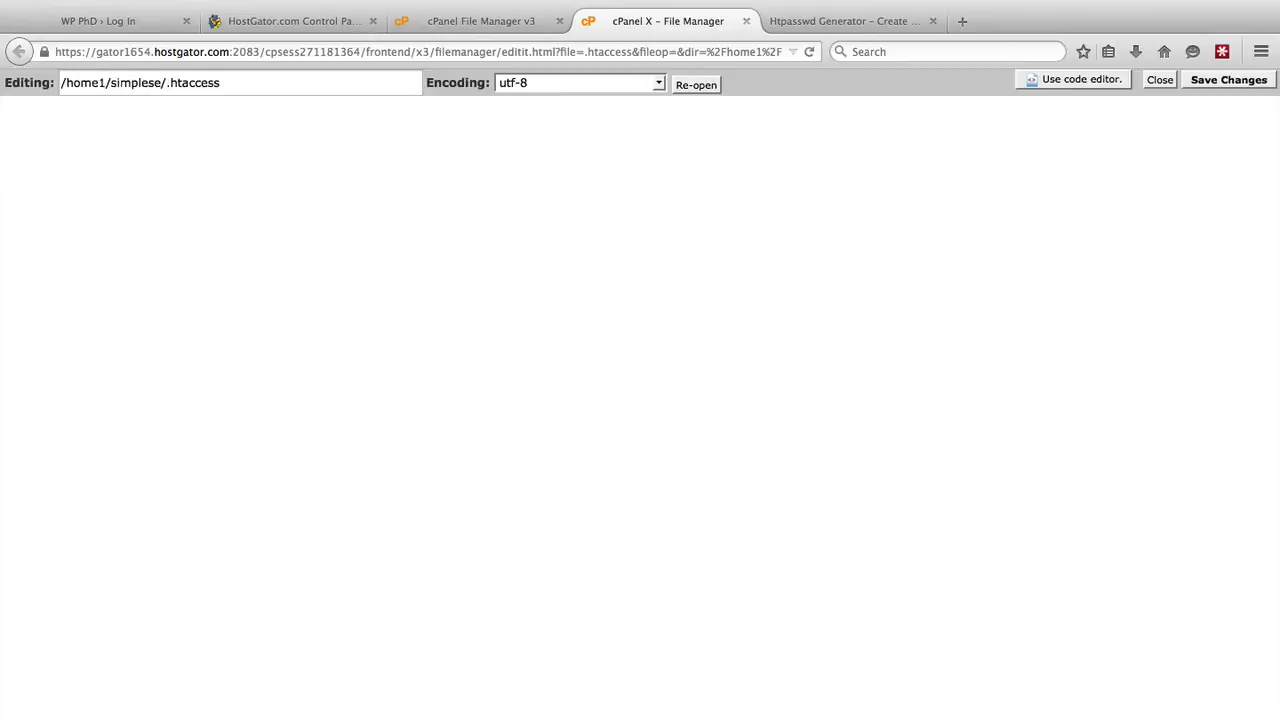 WP PhD › Log In
HostGator.com Control Pa...
cPanel File Manager v3
cPanel X - File Manager
Htpasswd Generator - Create ...
https://gator1654.hostgator.com:2083/cpsess271181364/frontend/x3/filemanager/editit.html?file=.htaccess&fileop=&dir=%2Fhome1%2F
Search
Editing: /home1/simplese/.htaccess
Encoding: utf-8
Re-open
Use code editor.
Close
Save Changes